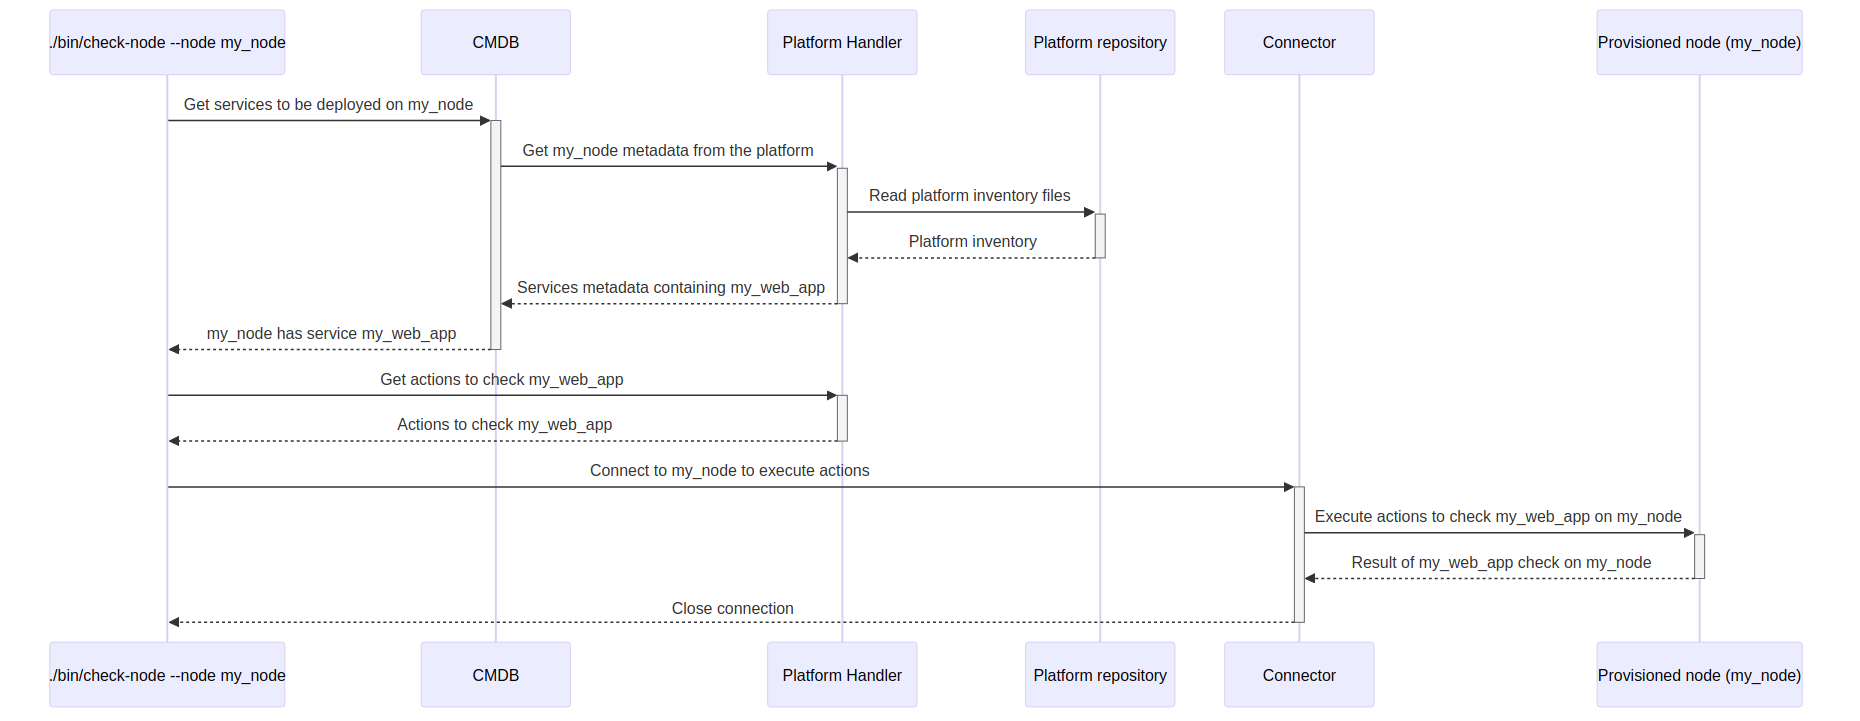 ./bin/check-node --node my_node
CMDB
Platform Handler
Platform repository
Connector
Provisioned node (my_node)
Get services to be deployed on my_node
Get my_node metadata from the platform
Read platform inventory files
Platform inventory
Services metadata containing my_web_app
my_node has service my_web_app
Get actions to check my_web_app
Actions to check my_web_app
Connect to my_node to execute actions
Execute actions to check my_web_app on my_node
Result of my_web_app check on my_node
Close connection
./bin/check-node --node my_node
CMDB
Platform Handler
Platform repository
Connector
Provisioned node (my_node)